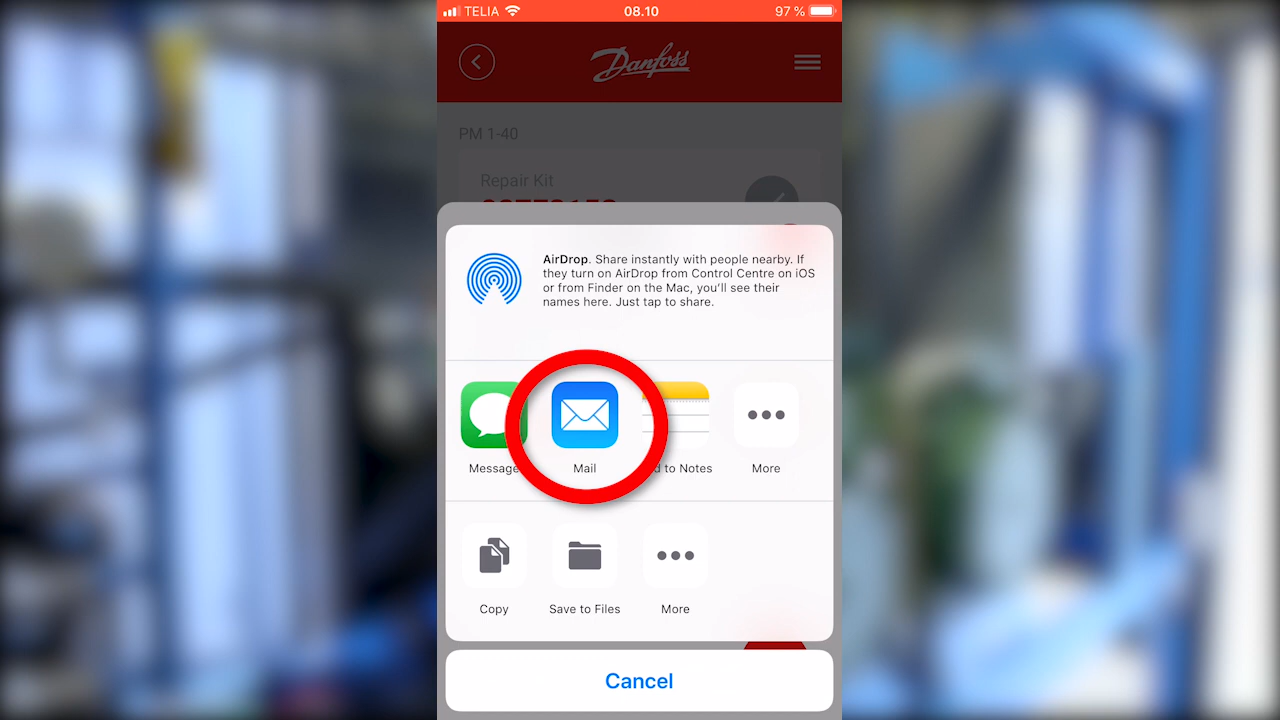 TELIA
08.10
97 %
Danfoss
PM 1-40
Repair Kit
AirDrop. Share instantly with people nearby. If
they turn on AirDrop from Control Centre on iOS
or from Finder on the Mac, you'll see their
names here. Just tap to share.
Message
Mail
to Notes
More
Copy
Save to Files
More
Cancel